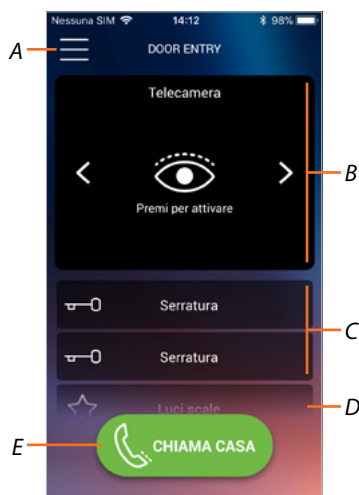 Nessuna SIM 14:12 98%
A
DOOR ENTRY
Telecamera
B
Premi per attivare
Serratura
C
Serratura
Luci scale
D
E
CHIAMA CASA